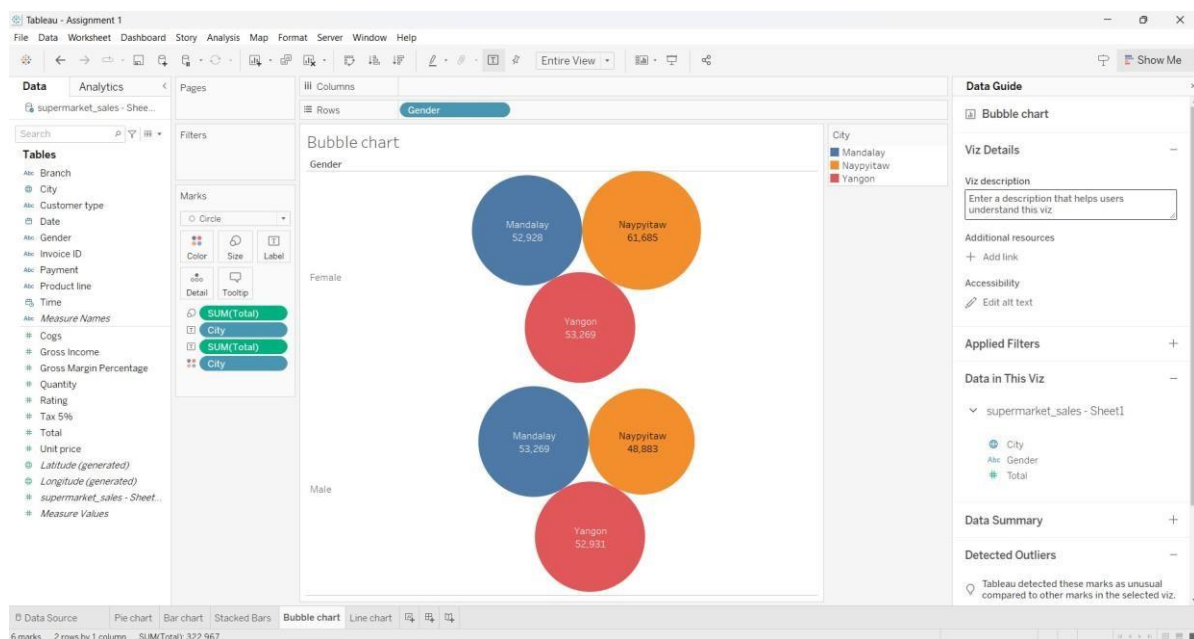 Tableau - Assignment 1
File Data Worksheet Dashboard Story Analysis Map Format Server Window Help
Entire View
Show Me
Data Analytics
supermarket_sales - Shee...
Search
Tables
Abc Branch
City
Abc Customer type
Date
Abc Gender
Abc Invoice ID
Abc Payment
Abc Product line
Time
Abc Measure Names
# Cogs
# Gross Income
# Gross Margin Percentage
# Quantity
# Rating
# Tax 5%
# Total
# Unit price
Latitude (generated)
Longitude (generated)
# supermarket_sales - Sheet...
# Measure Values
Pages
Filters
Marks
Circle
Color Size Label
Detail Tooltip
SUM(Total)
City
SUM(Total)
City
Columns
Rows Gender
Bubble chart
Gender
Female
Mandalay
52,928
Naypyitaw
61,685
Yangon
53,269
Male
Mandalay
53,269
Naypyitaw
48,883
Yangon
52,931
City
Mandalay
Naypyitaw
Yangon
Data Guide
Bubble chart
Viz Details
Viz description
Enter a description that helps users
understand this viz
Additional resources
+ Add link
Accessibility
Edit alt text
Applied Filters
Data in This Viz
supermarket_sales - Sheet1
City
Abc Gender
# Total
Data Summary
Detected Outliers
Tableau detected these marks as unusual
compared to other marks in the selected viz.
Data Source Pie chart Bar chart Stacked Bars Bubble chart Line chart
6 marks 2 rows by 1 column SUM(Total): 322,967